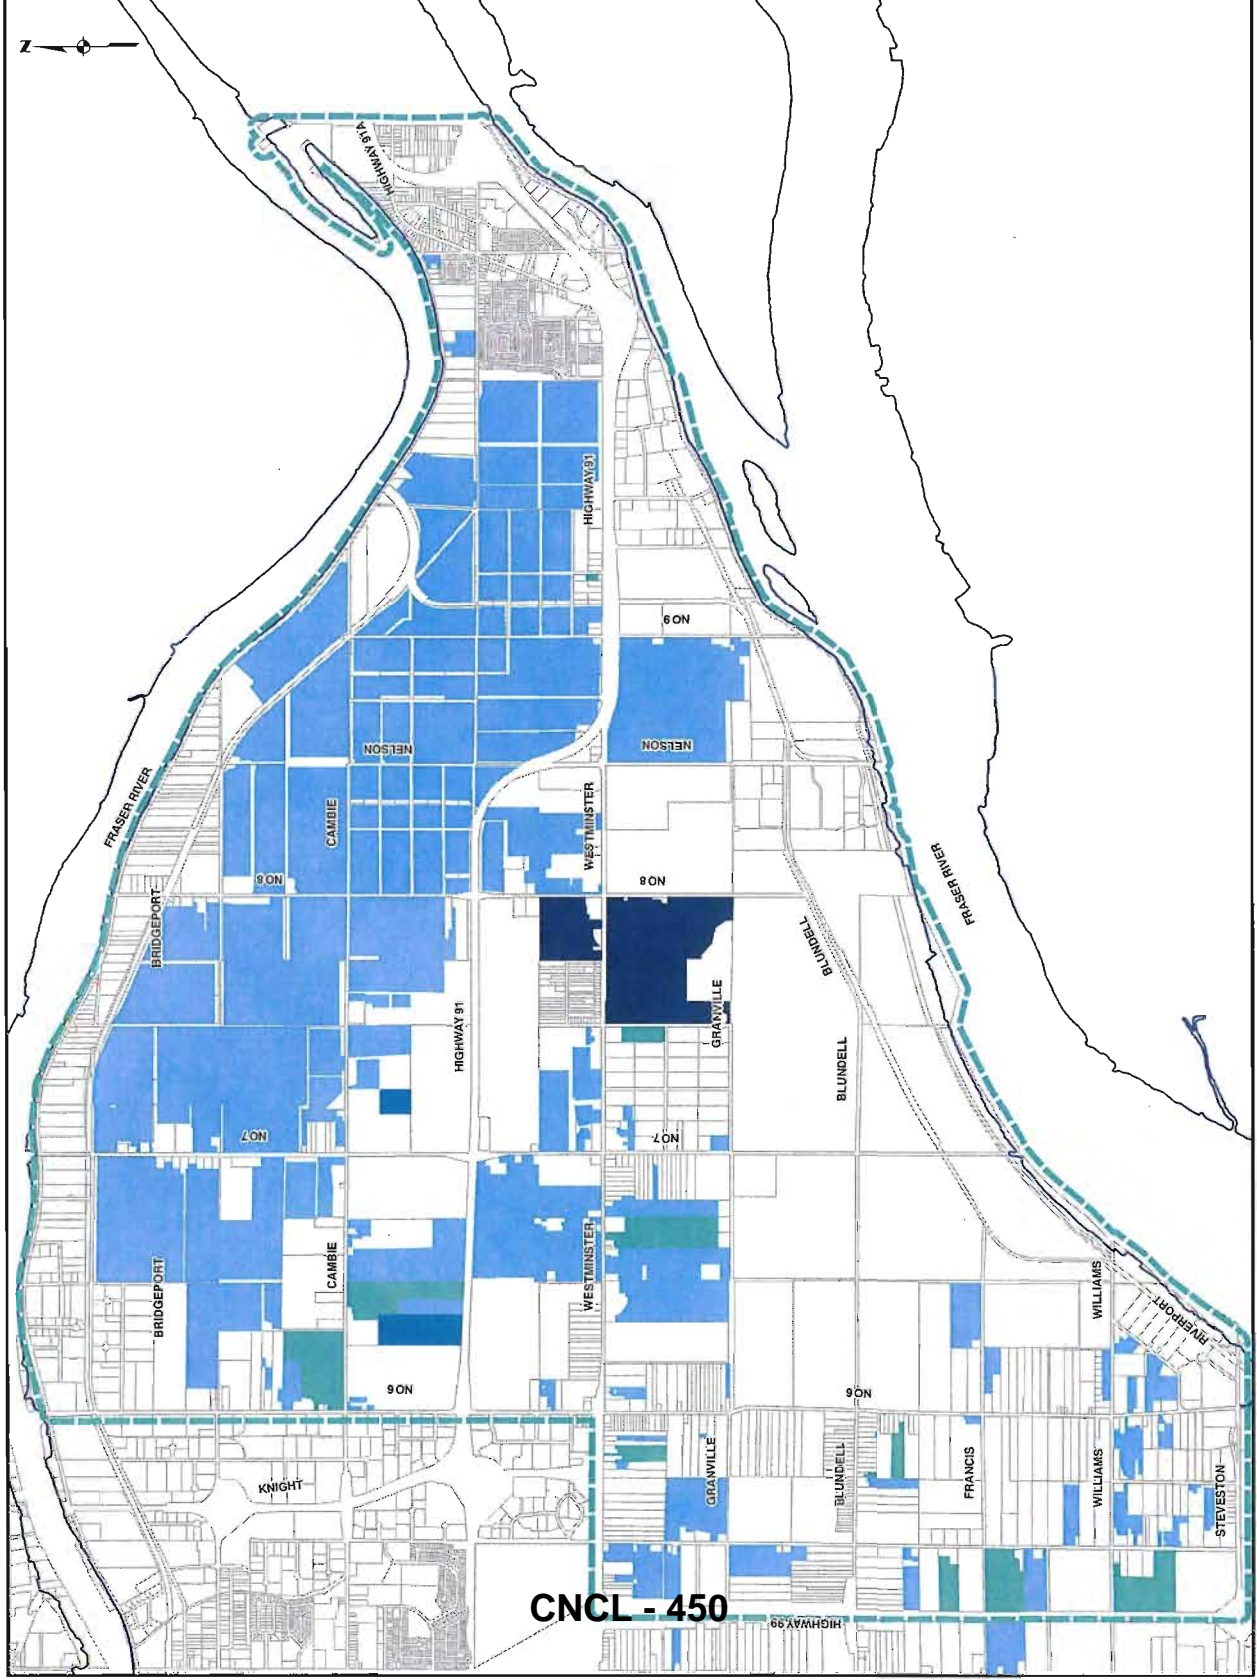 Z
HIGHWAY 91A
HIGHWAY 91
NO 9
NELSON
NELSON
FRASER RIVER
CAMBIE
WESTMINSTER
NO 8
NO 8
FRASER RIVER
BRIDGEPORT
BLUNDELL
GRANVILLE
HIGHWAY 91
BLUNDELL
NO 7
NO 7
CAMBIE
WESTMINSTER
BRIDGEPORT
WILLIAMS
RIVERPORT
NO 6
NO 6
KNIGHT
GRANVILLE
BLUNDELL
FRANCIS
WILLIAMS
STEVESTON
CNCL - 450
HIGHWAY 99